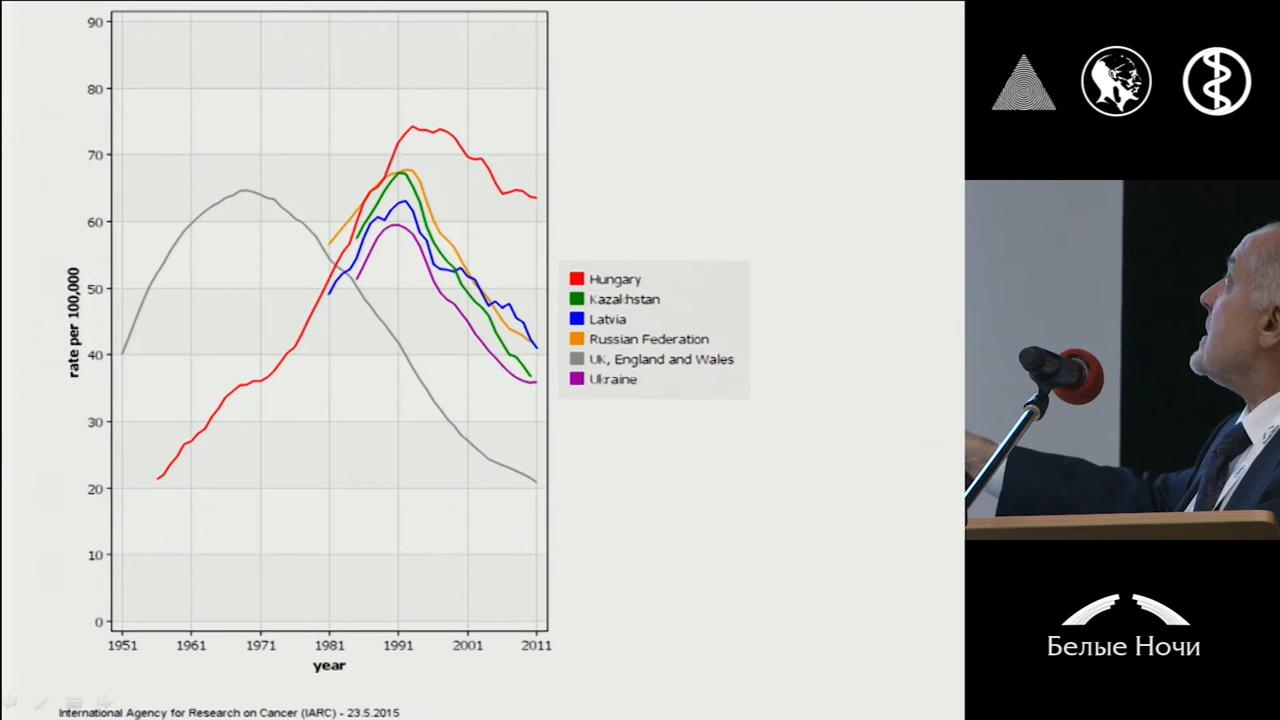 90
80
70
60
50
40
30
20
10
0
rate per 100,000
1951 1961 1971 1981 1991 2001 2011
year
Hungary
Kazakhstan
Latvia
Russian Federation
UK, England and Wales
Ukraine
International Agency for Research on Cancer (IARC) - 23.5.2015
Белые Ночи